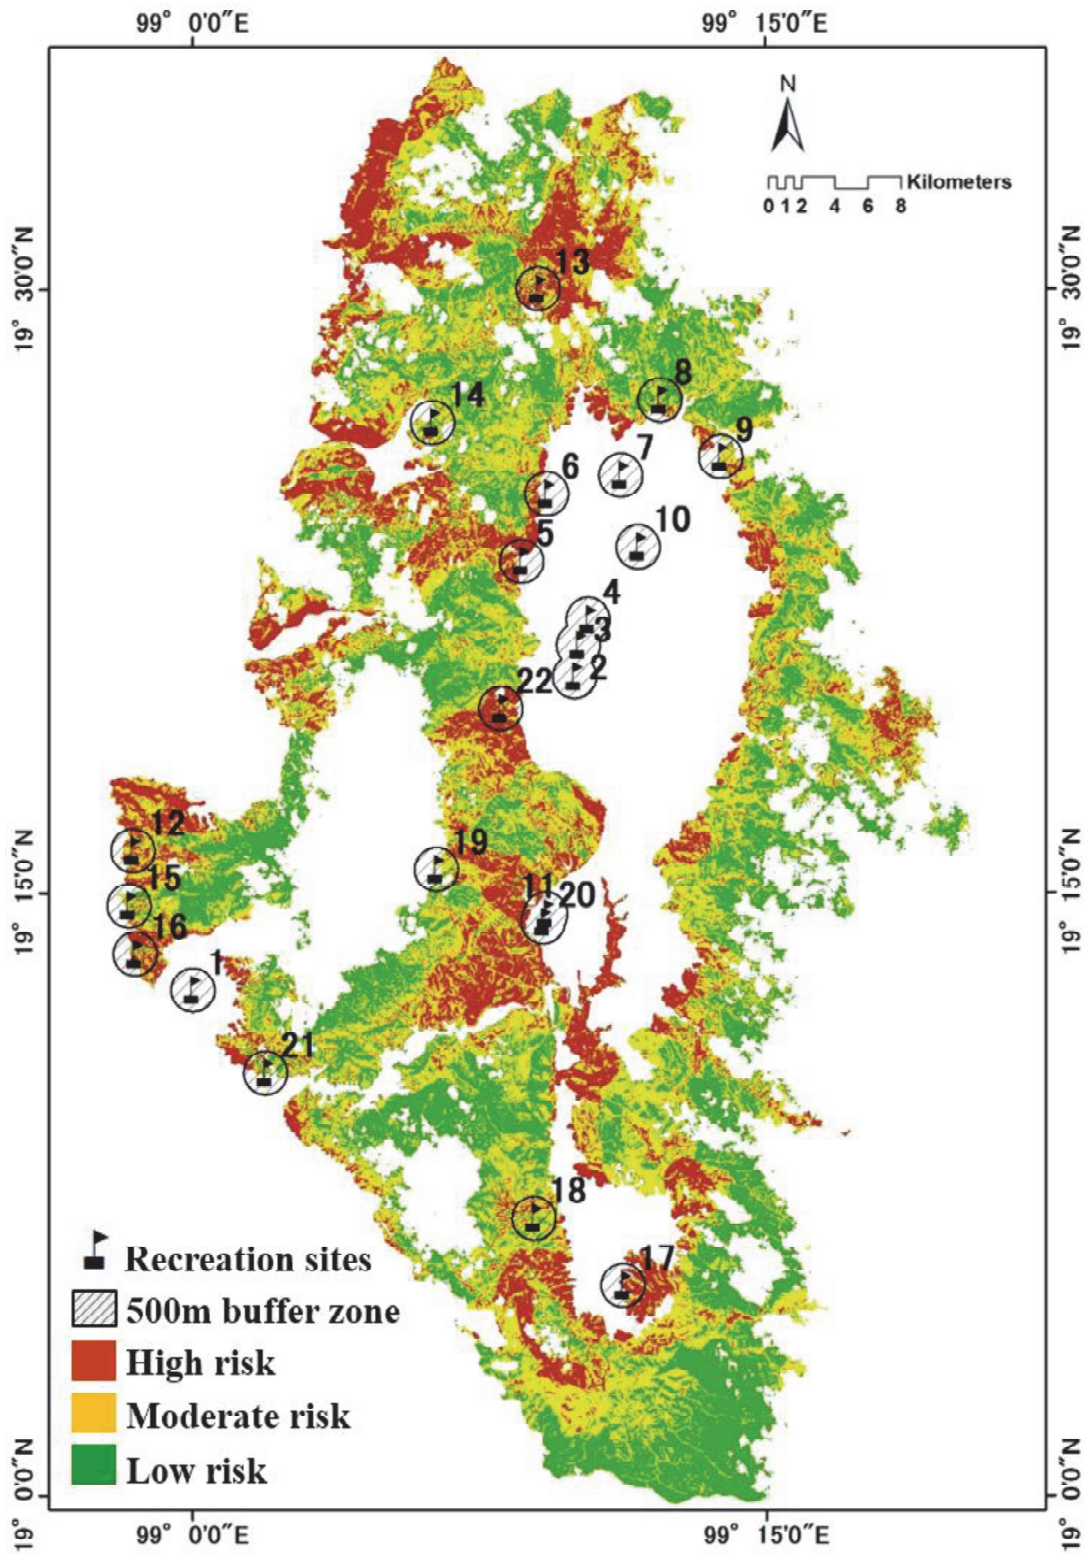 99° 0′0″E
99° 15′0″E
N
Kilometers
0 1 2 4 6 8
19° 30′0″N
19° 30′0″N
13
8
14
9
7
6
10
5
4
3
2
22
12
19
15
11
20
16
1
21
18
17
19° 15′0″N
19° 15′0″N
Recreation sites
500m buffer zone
High risk
Moderate risk
Low risk
19° 0′0″N
19° 0′0″N
99° 0′0″E
99° 15′0″E